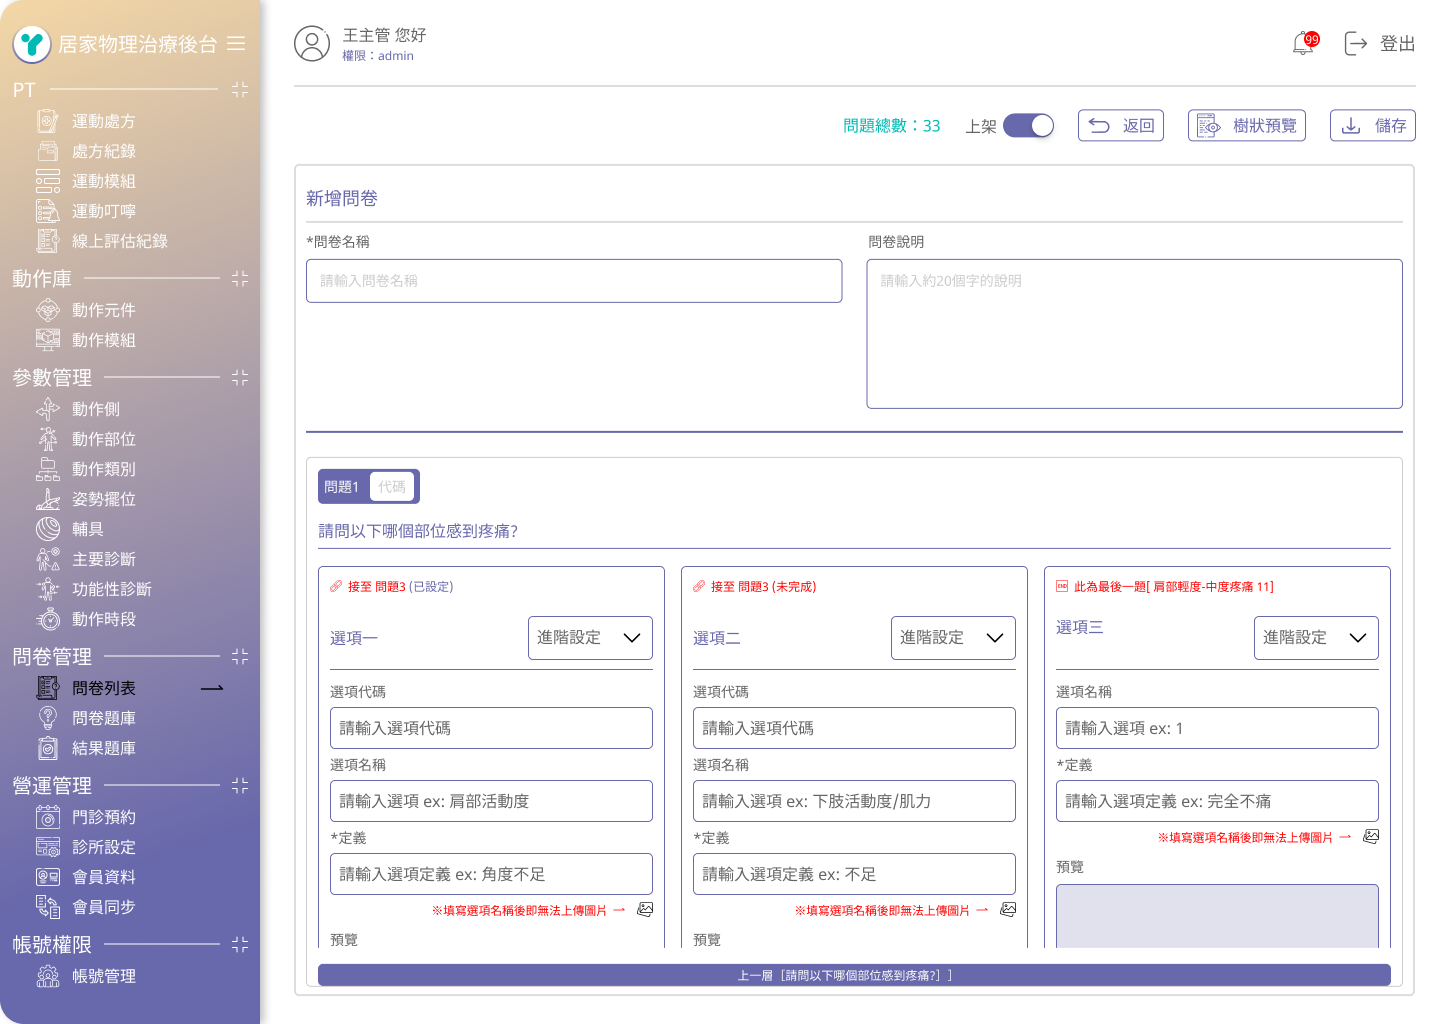 居家物理治療後台
PT
運動處方
處方紀錄
運動模組
運動叮嚀
線上評估紀錄
動作庫
動作元件
動作模組
參數管理
動作側
動作部位
動作類別
姿勢擺位
輔具
主要診斷
功能性診斷
動作時段
問卷管理
問卷列表
問卷題庫
結果題庫
營運管理
門診預約
診所設定
會員資料
會員同步
帳號權限
帳號管理
王主管 您好
權限：admin
99
登出
問題總數：33
上架
返回
樹狀預覽
儲存
新增問卷
*問卷名稱
請輸入問卷名稱
問卷說明
請輸入約20個字的說明
問題1 代碼
請問以下哪個部位感到疼痛?
接至 問題3 (已設定)
選項一
進階設定
選項代碼
請輸入選項代碼
選項名稱
請輸入選項 ex: 肩部活動度
*定義
請輸入選項定義 ex: 角度不足
※填寫選項名稱後即無法上傳圖片
預覽
接至 問題3 (未完成)
選項二
進階設定
選項代碼
請輸入選項代碼
選項名稱
請輸入選項 ex: 下肢活動度/肌力
*定義
請輸入選項定義 ex: 不足
※填寫選項名稱後即無法上傳圖片
預覽
END
此為最後一題[ 肩部輕度-中度疼痛 11]
選項三
進階設定
選項名稱
請輸入選項 ex: 1
*定義
請輸入選項定義 ex: 完全不痛
※填寫選項名稱後即無法上傳圖片
預覽
上一層［請問以下哪個部位感到疼痛?］］